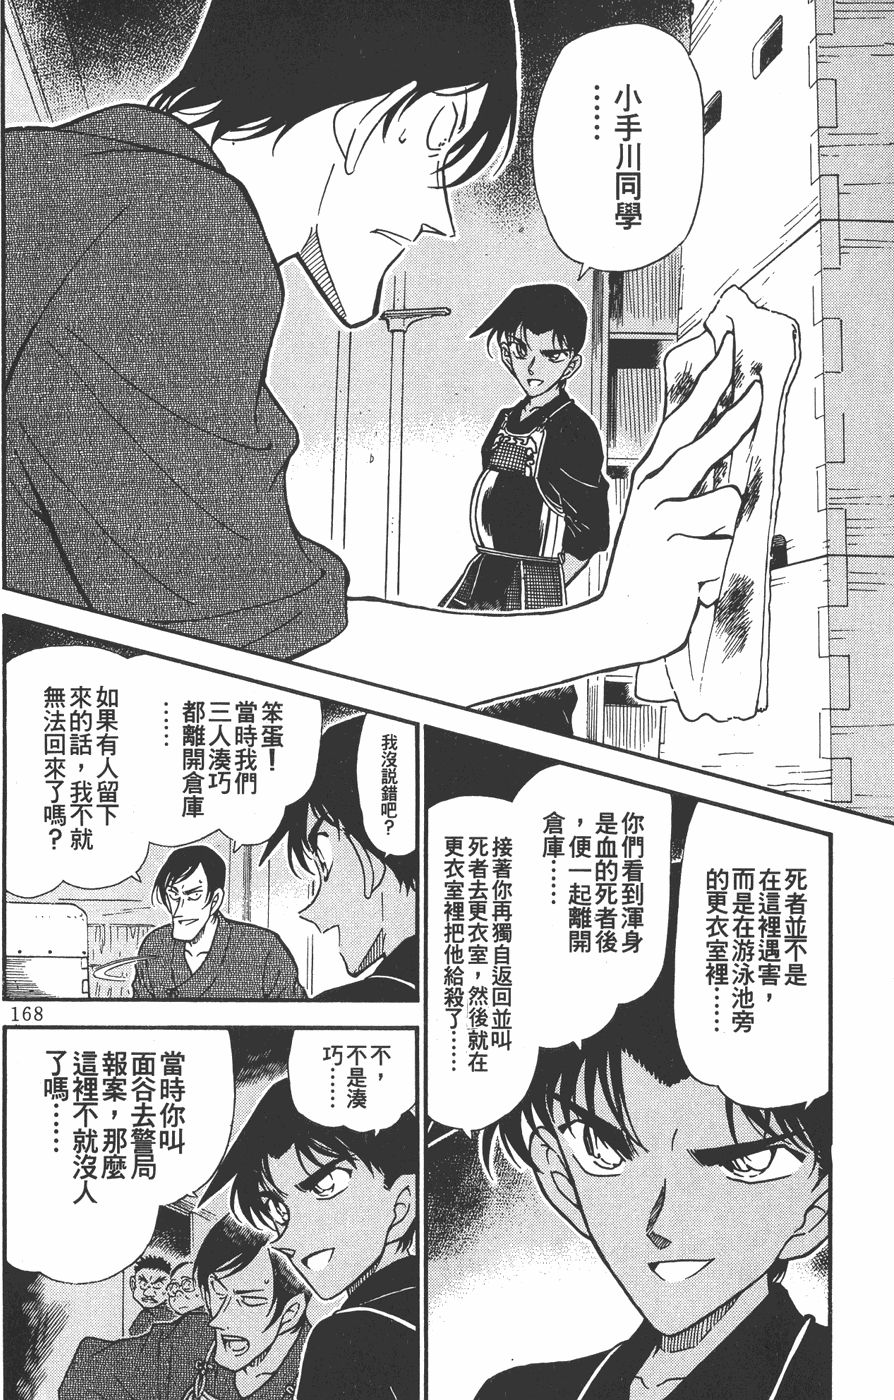 小手川同學
……
死者並不是
在這裡遇害，
而是在游泳池旁
的更衣室裡……
你們看到渾身
是血的死者後
，便一起離開
倉庫……
接著你再獨自返回並叫
死者去更衣室，然後就在
更衣室裡把他給殺了……
我沒説錯吧？
笨蛋！
當時我們
三人湊巧
都離開倉庫
……
如果有人留下
來的話，我不就
無法回來了嗎？
168
不，
不是湊
巧……
當時你叫
面谷去警局
報案，那麼
這裡不就沒人
了嗎……